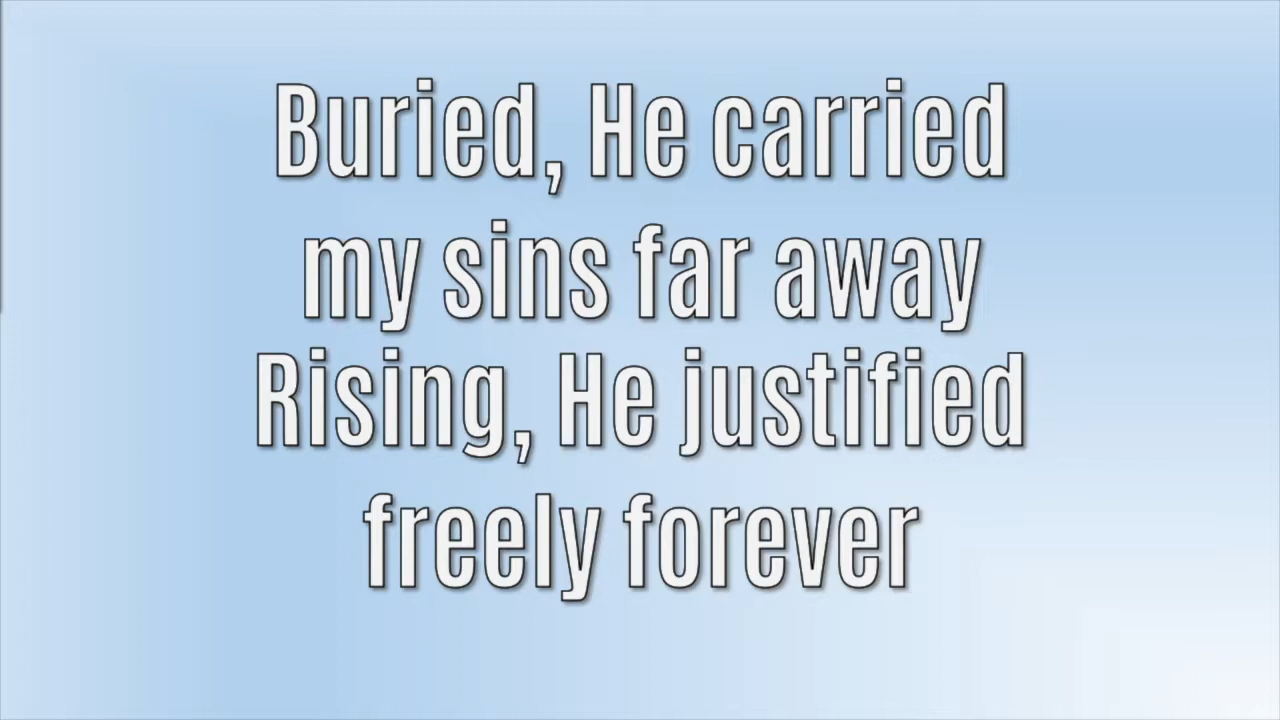 Buried, He carried
my sins far away
Rising, He justified
freely forever